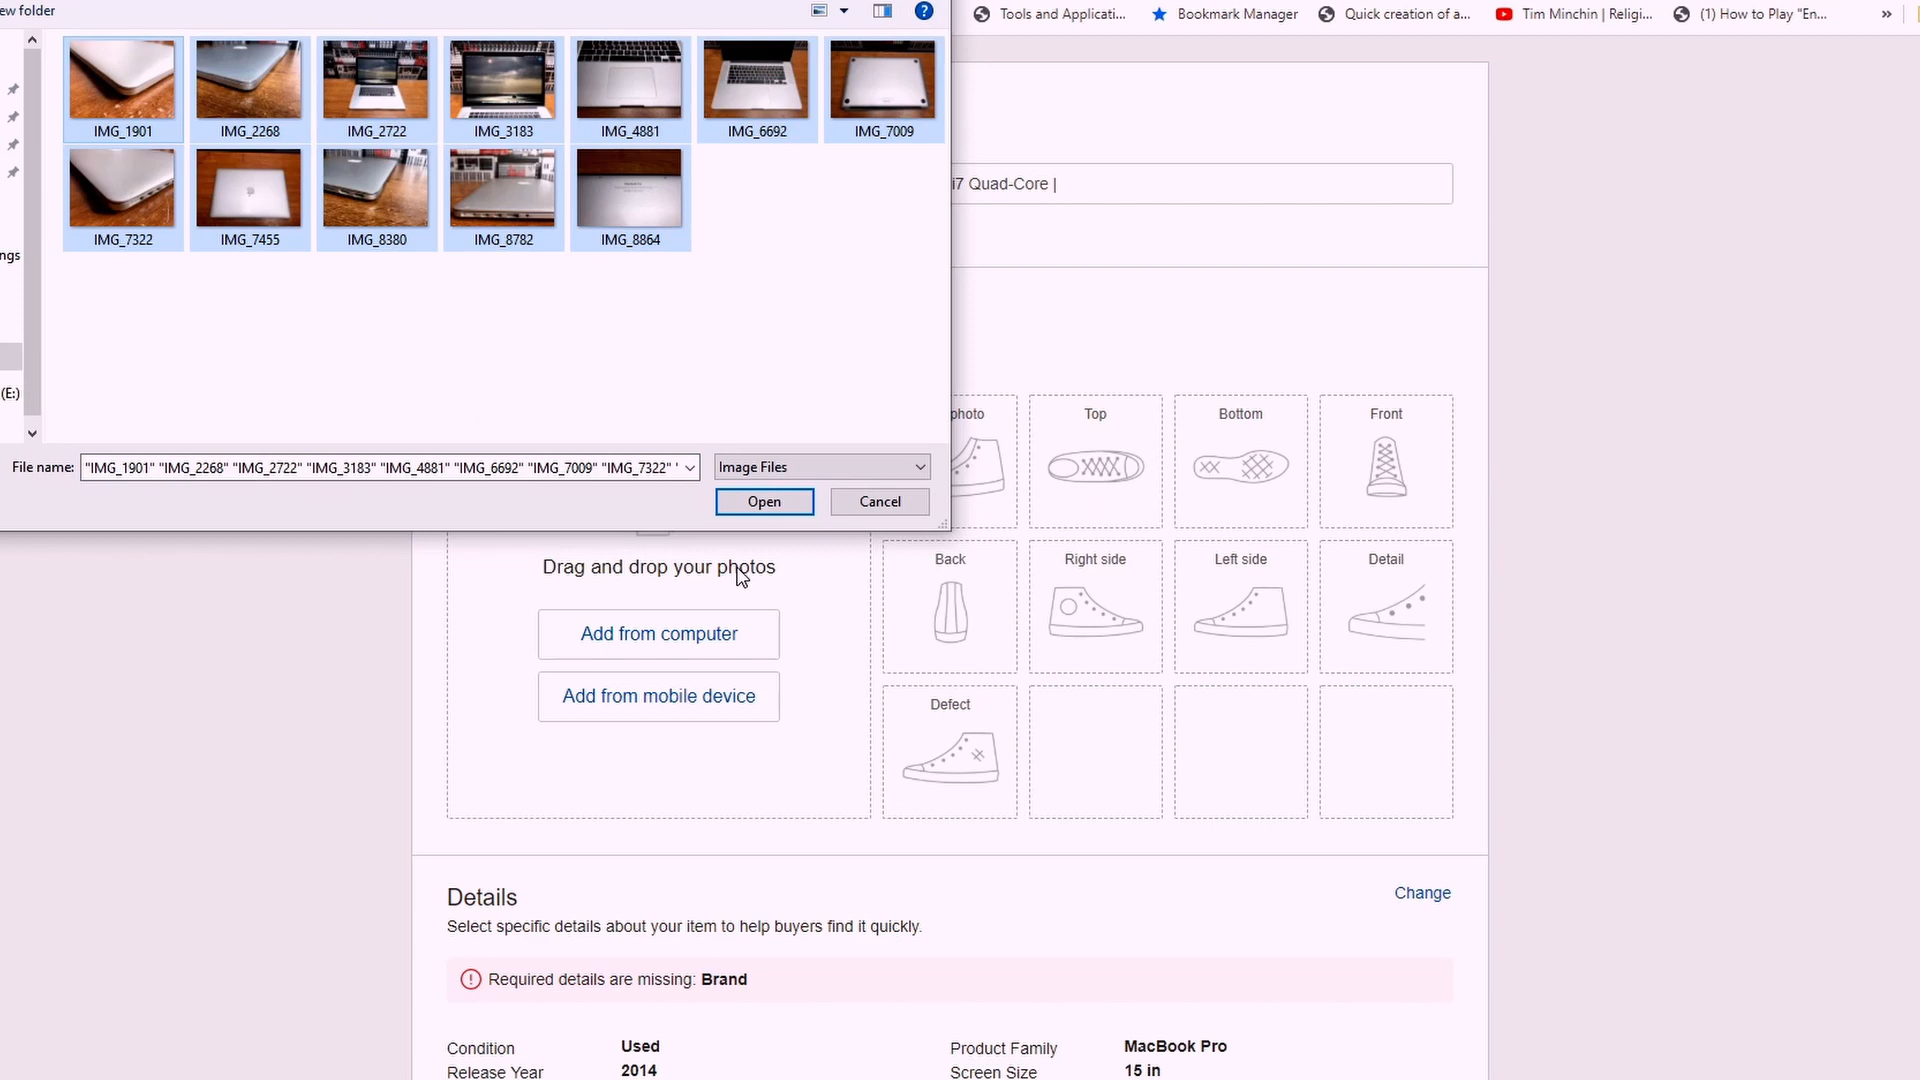 ew folder
Tools and Applicati...
Bookmark Manager
Quick creation of a...
Tim Minchin | Religi...
(1) How to Play "En...
»
IMG_1901
IMG_2268
IMG_2722
IMG_3183
IMG_4881
IMG_6692
IMG_7009
IMG_7322
IMG_7455
IMG_8380
IMG_8782
IMG_8864
ngs
(E:)
i7 Quad-Core |
File name:
"IMG_1901" "IMG_2268" "IMG_2722" "IMG_3183" "IMG_4881" "IMG_6692" "IMG_7009" "IMG_7322" "
Image Files
Open
Cancel
photo
Top
Bottom
Front
Drag and drop your photos
Add from computer
Add from mobile device
Back
Right side
Left side
Detail
Defect
Details
Change
Select specific details about your item to help buyers find it quickly.
Required details are missing: Brand
Condition
Used
Product Family
MacBook Pro
Release Year
2014
Screen Size
15 in